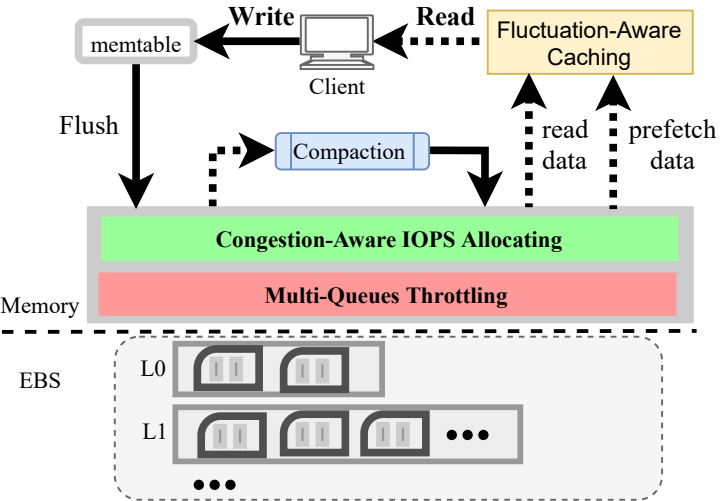 Write
Read
memtable
Client
Fluctuation-Aware
Caching
Flush
Compaction
read
data
prefetch
data
Congestion-Aware IOPS Allocating
Multi-Queues Throttling
Memory
EBS
L0
L1